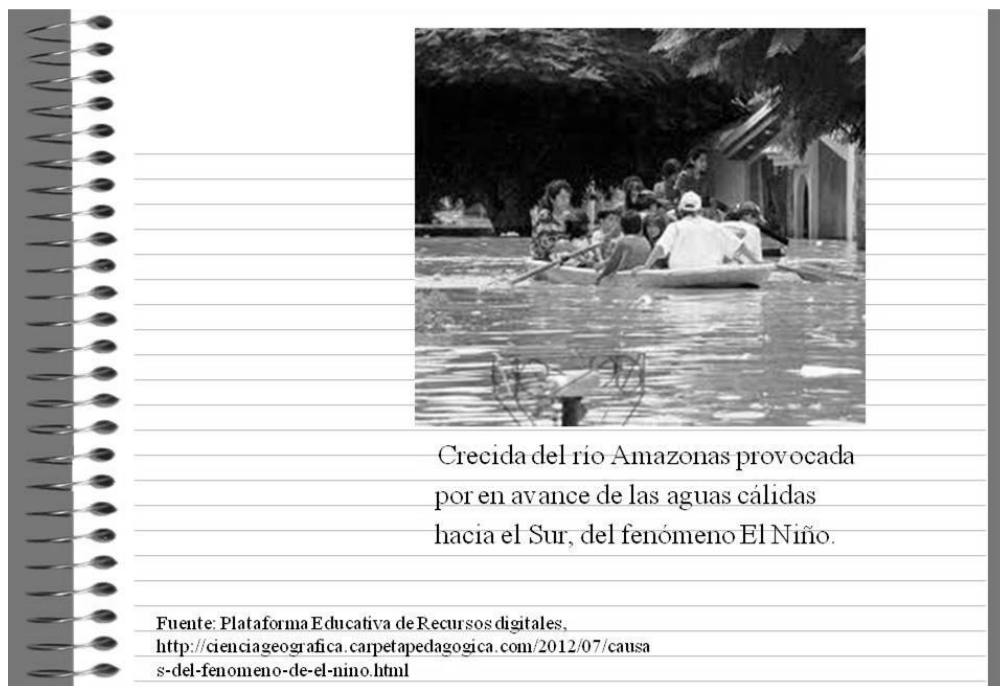 Crecida del río Amazonas provocada
por en avance de las aguas cálidas
hacia el Sur, del fenómeno El Niño.
Fuente: Plataforma Educativa de Recursos digitales,
http://cienciageografica.carpetapedagogica.com/2012/07/causa
s-del-fenomeno-de-el-nino.html